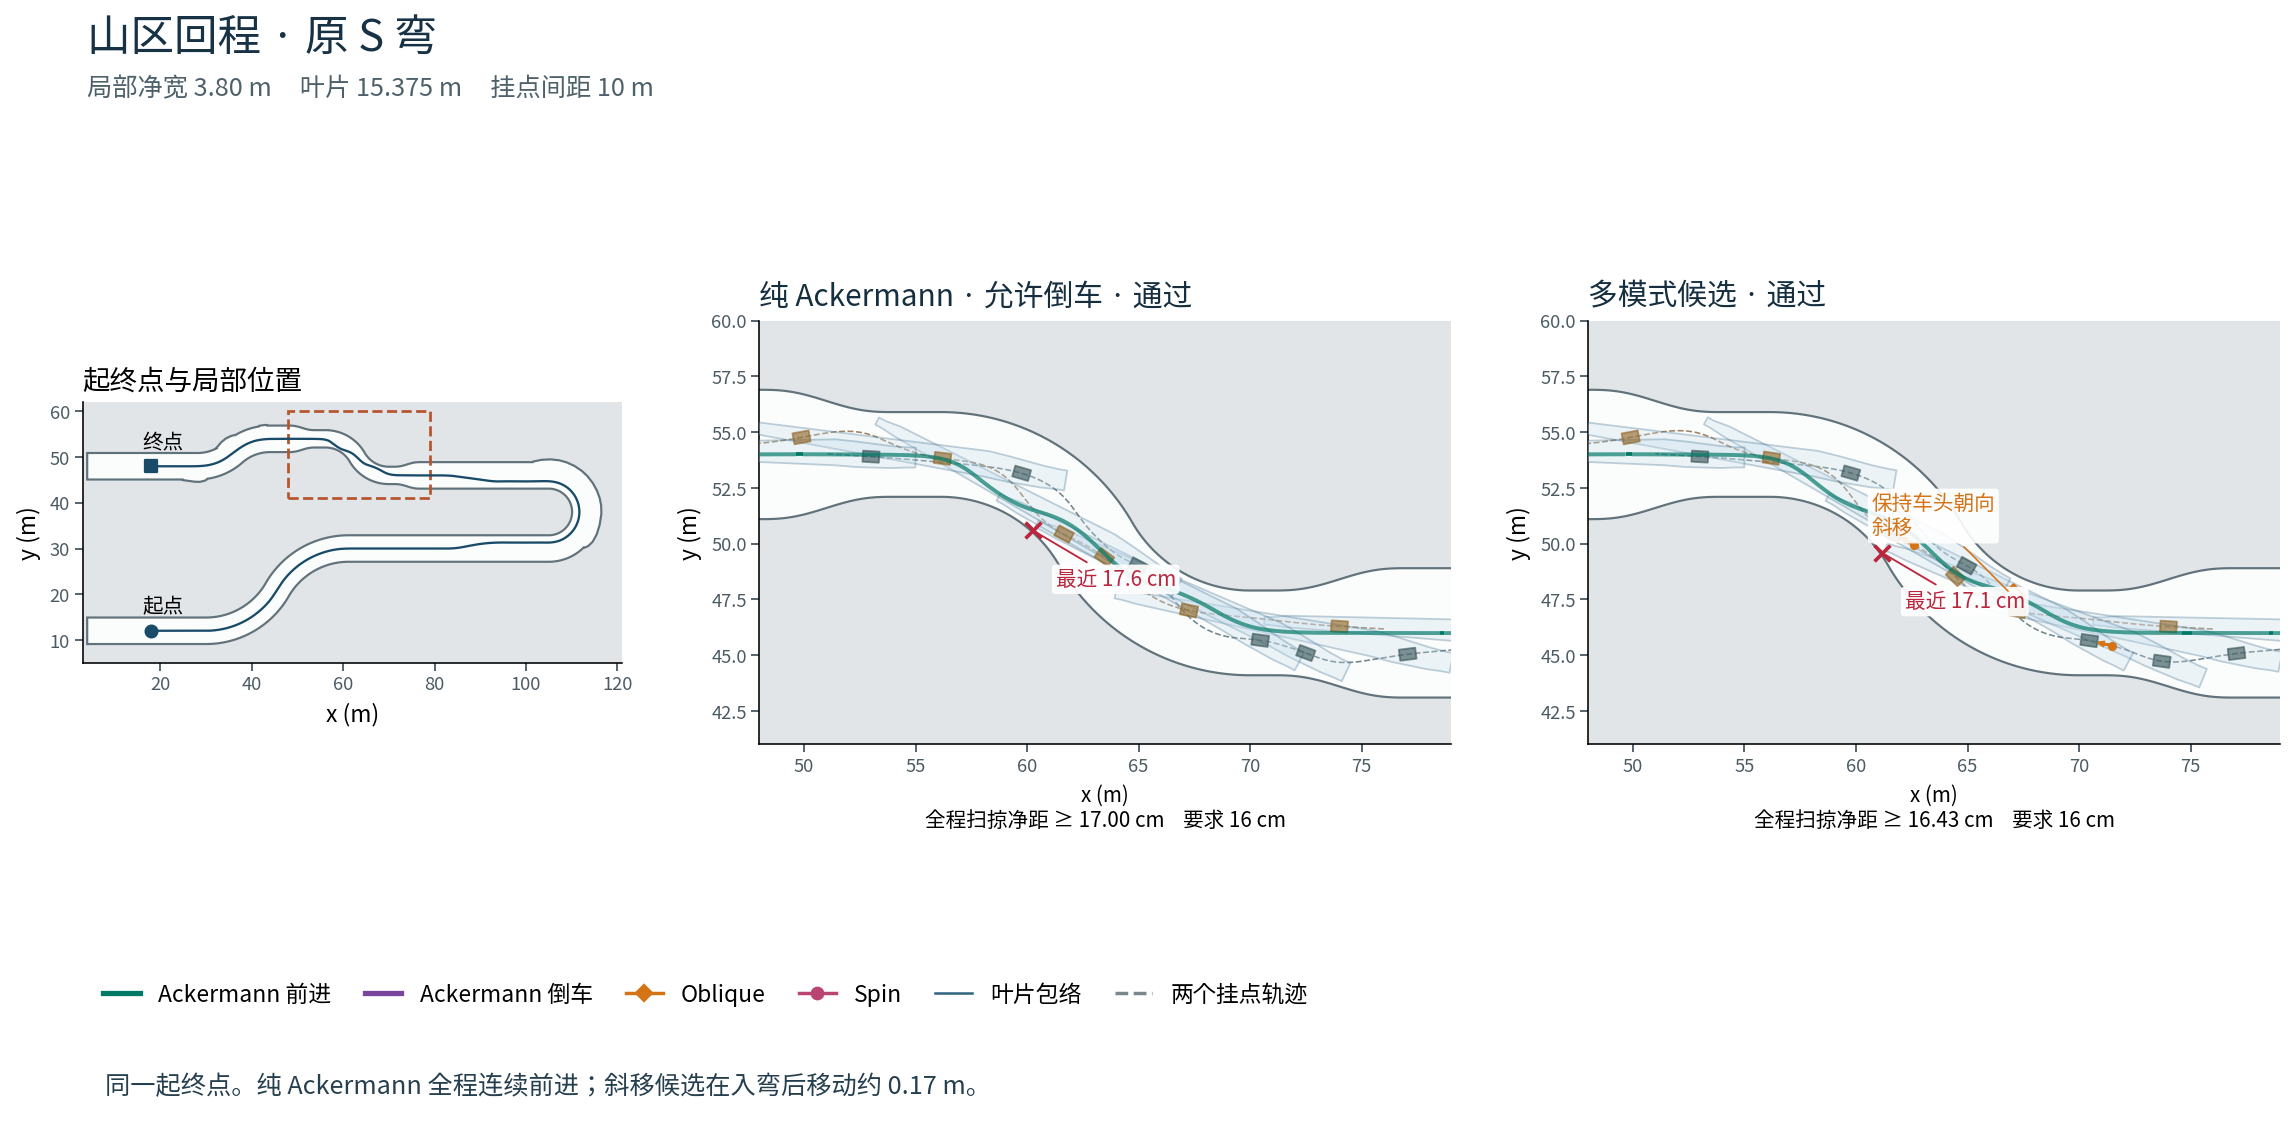 山区回程 · 原 S 弯
局部净宽 3.80 m 叶片 15.375 m 挂点间距 10 m
起终点与局部位置
60
50
40
30
20
10
y (m)
终点
起点
20 40 60 80 100 120
x (m)
纯 Ackermann · 允许倒车 · 通过
60.0
57.5
55.0
52.5
50.0
47.5
45.0
42.5
y (m)
最近 17.6 cm
50 55 60 65 70 75
x (m)
全程扫掠净距 ≥ 17.00 cm 要求 16 cm
多模式候选 · 通过
60.0
57.5
55.0
52.5
50.0
47.5
45.0
42.5
y (m)
保持车头朝向
斜移
最近 17.1 cm
50 55 60 65 70 75
x (m)
全程扫掠净距 ≥ 16.43 cm 要求 16 cm
Ackermann 前进 Ackermann 倒车 Oblique Spin 叶片包络 两个挂点轨迹
同一起终点。纯 Ackermann 全程连续前进；斜移候选在入弯后移动约 0.17 m。